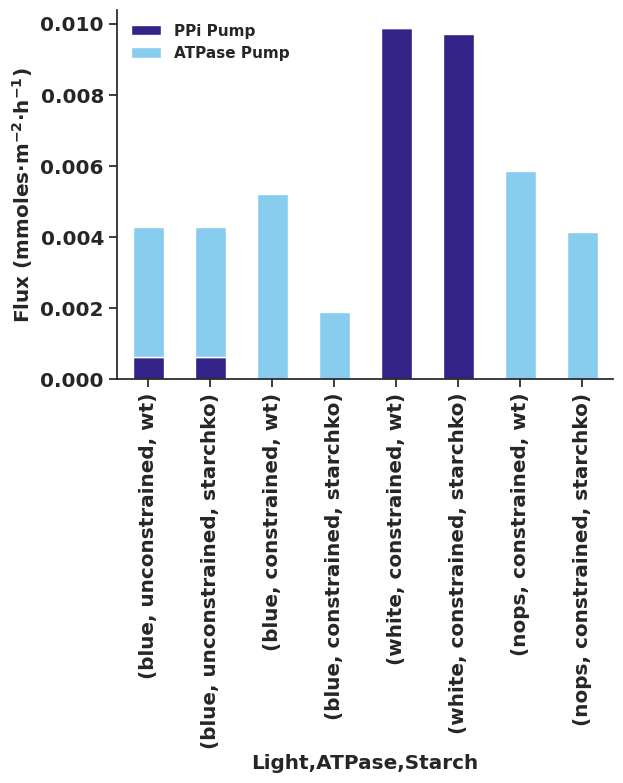 PPi Pump
ATPase Pump
Flux (mmoles·m⁻²·h⁻¹)
0.010
0.008
0.006
0.004
0.002
0.000
(blue, unconstrained, wt)
(blue, unconstrained, starchko)
(blue, constrained, wt)
(blue, constrained, starchko)
(white, constrained, wt)
(white, constrained, starchko)
(nops, constrained, wt)
(nops, constrained, starchko)
Light,ATPase,Starch